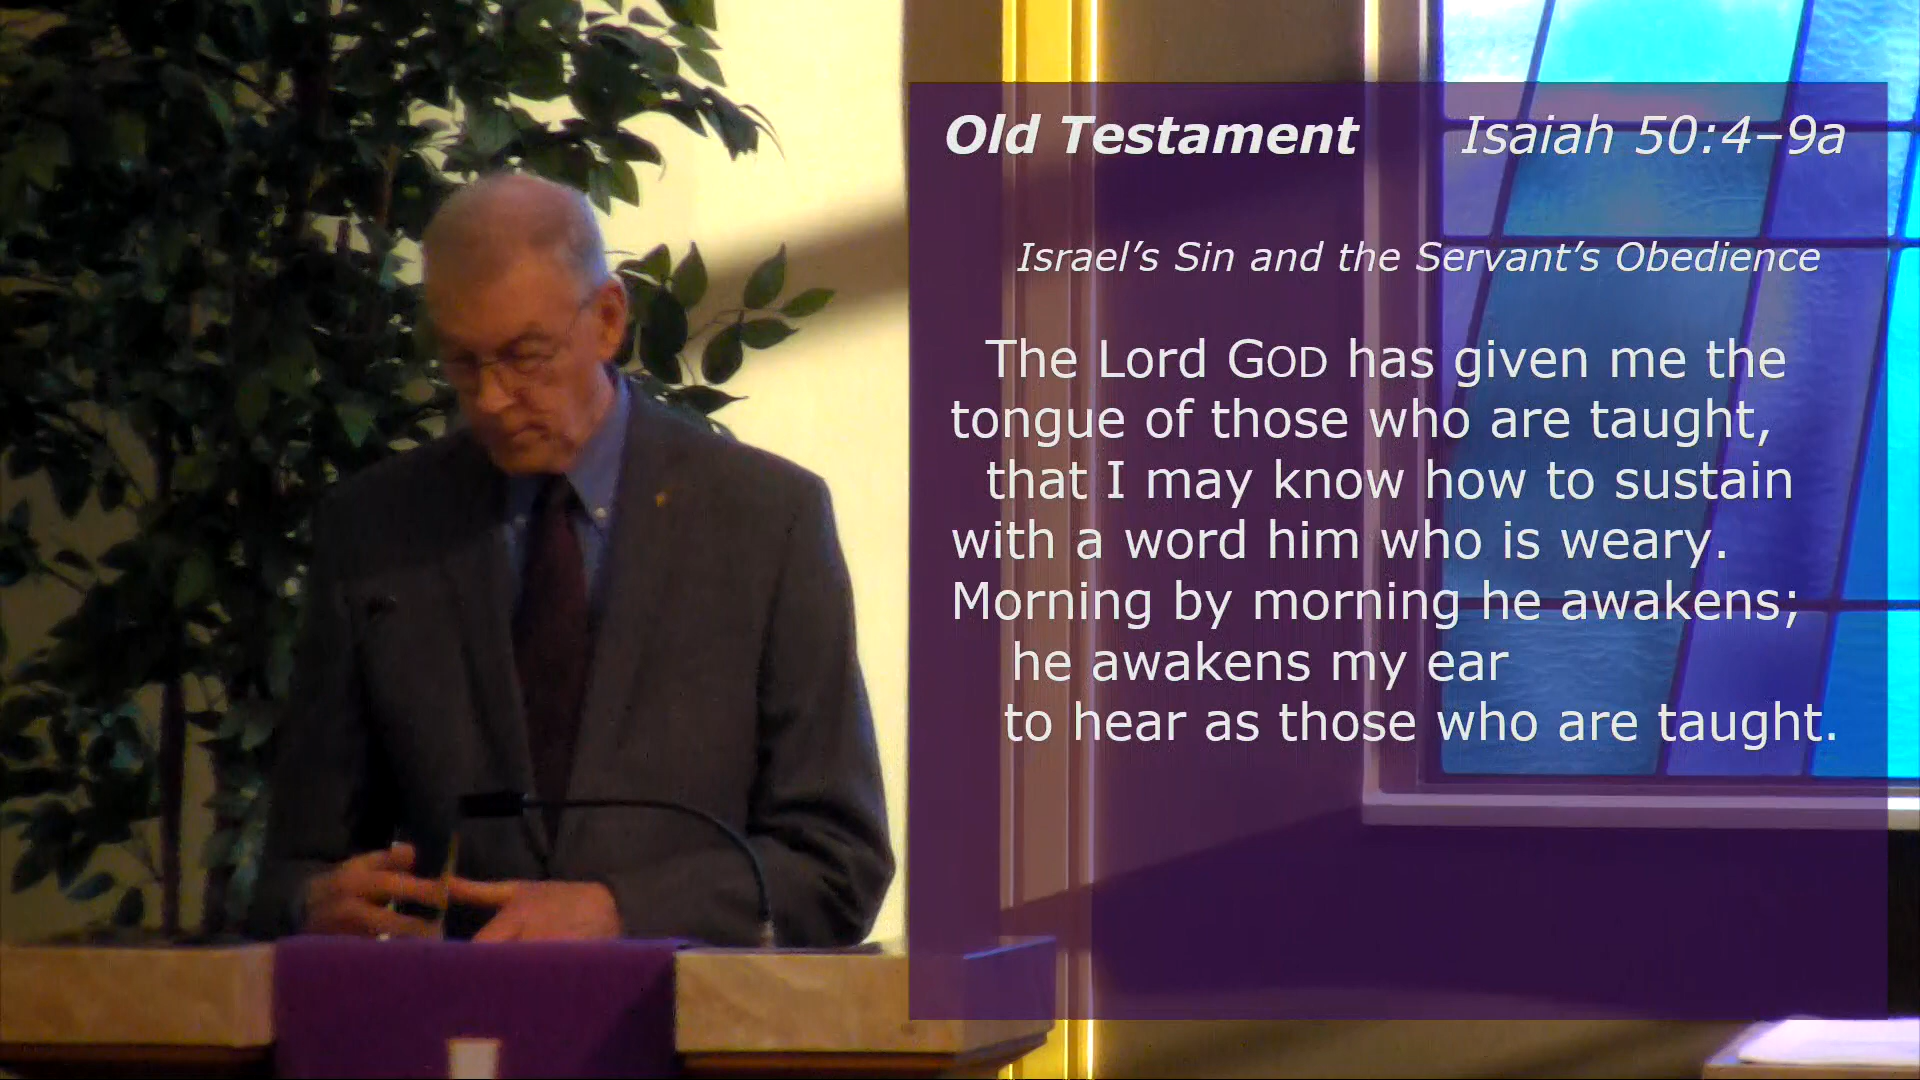 Old Testament Isaiah 50:4–9a
Israel’s Sin and the Servant’s Obedience
The Lord GOD has given me the
tongue of those who are taught,
that I may know how to sustain
with a word him who is weary.
Morning by morning he awakens;
he awakens my ear
to hear as those who are taught.